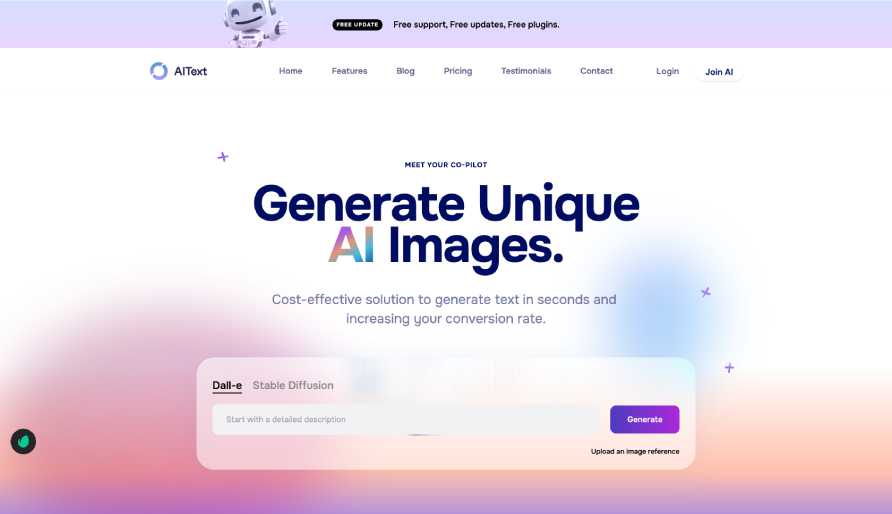 FREE UPDATE Free support, Free updates, Free plugins.
AIText Home Features Blog Pricing Testimonials Contact Login Join AI
MEET YOUR CO-PILOT
Generate Unique
AI Images.
Cost-effective solution to generate text in seconds and
increasing your conversion rate.
Dall-e Stable Diffusion
Start with a detailed description Generate
Upload an image reference